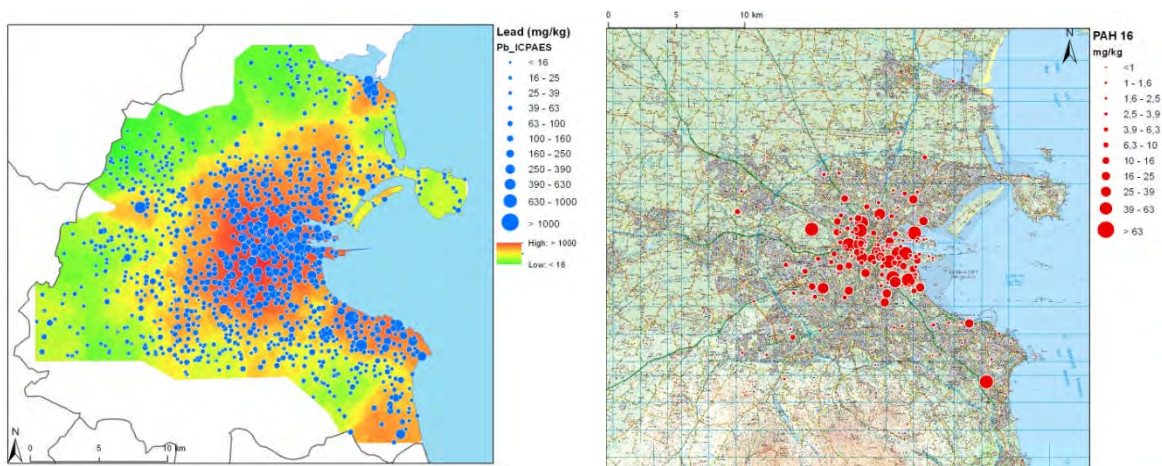 Lead (mg/kg)
Pb_ICPAES
< 16
16 - 25
25 - 39
39 - 63
63 - 100
100 - 160
160 - 250
250 - 390
390 - 630
630 - 1000
> 1000
High: > 1000
Low: < 16
N
0 5 10 km
0 5 10 km
N
PAH 16
mg/kg
<1
1 - 1,6
1,6 - 2,5
2,5 - 3,9
3,9 - 6,3
6,3 - 10
10 - 16
16 - 25
25 - 39
39 - 63
> 63